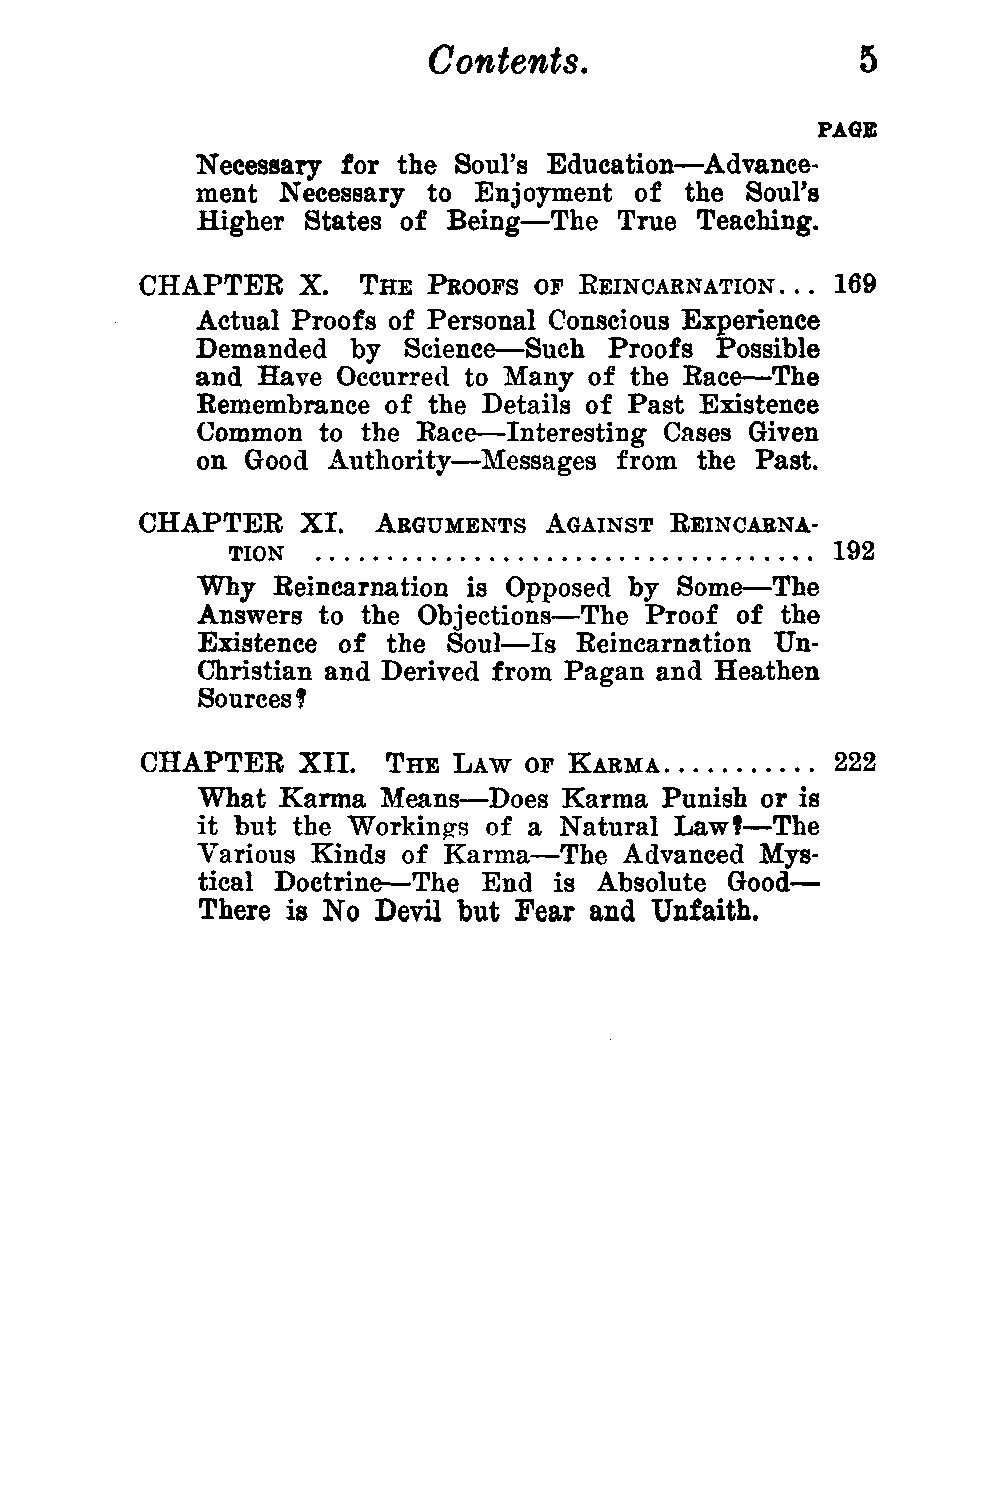 Contents. 5
PAGE
Necessary for the Soul's Education—Advance-
ment Necessary to Enjoyment of the Soul's
Higher States of Being—The True Teaching.
CHAPTER X. THE PROOFS OF REINCARNATION... 169
Actual Proofs of Personal Conscious Experience
Demanded by Science—Such Proofs Possible
and Have Occurred to Many of the Race—The
Remembrance of the Details of Past Existence
Common to the Race—Interesting Cases Given
on Good Authority—Messages from the Past.
CHAPTER XI. ARGUMENTS AGAINST REINCARNA-
TION ................................... 192
Why Reincarnation is Opposed by Some—The
Answers to the Objections—The Proof of the
Existence of the Soul—Is Reincarnation Un-
Christian and Derived from Pagan and Heathen
Sources?
CHAPTER XII. THE LAW OF KARMA........... 222
What Karma Means—Does Karma Punish or is
it but the Workings of a Natural Law?—The
Various Kinds of Karma—The Advanced Mys-
tical Doctrine—The End is Absolute Good—
There is No Devil but Fear and Unfaith.